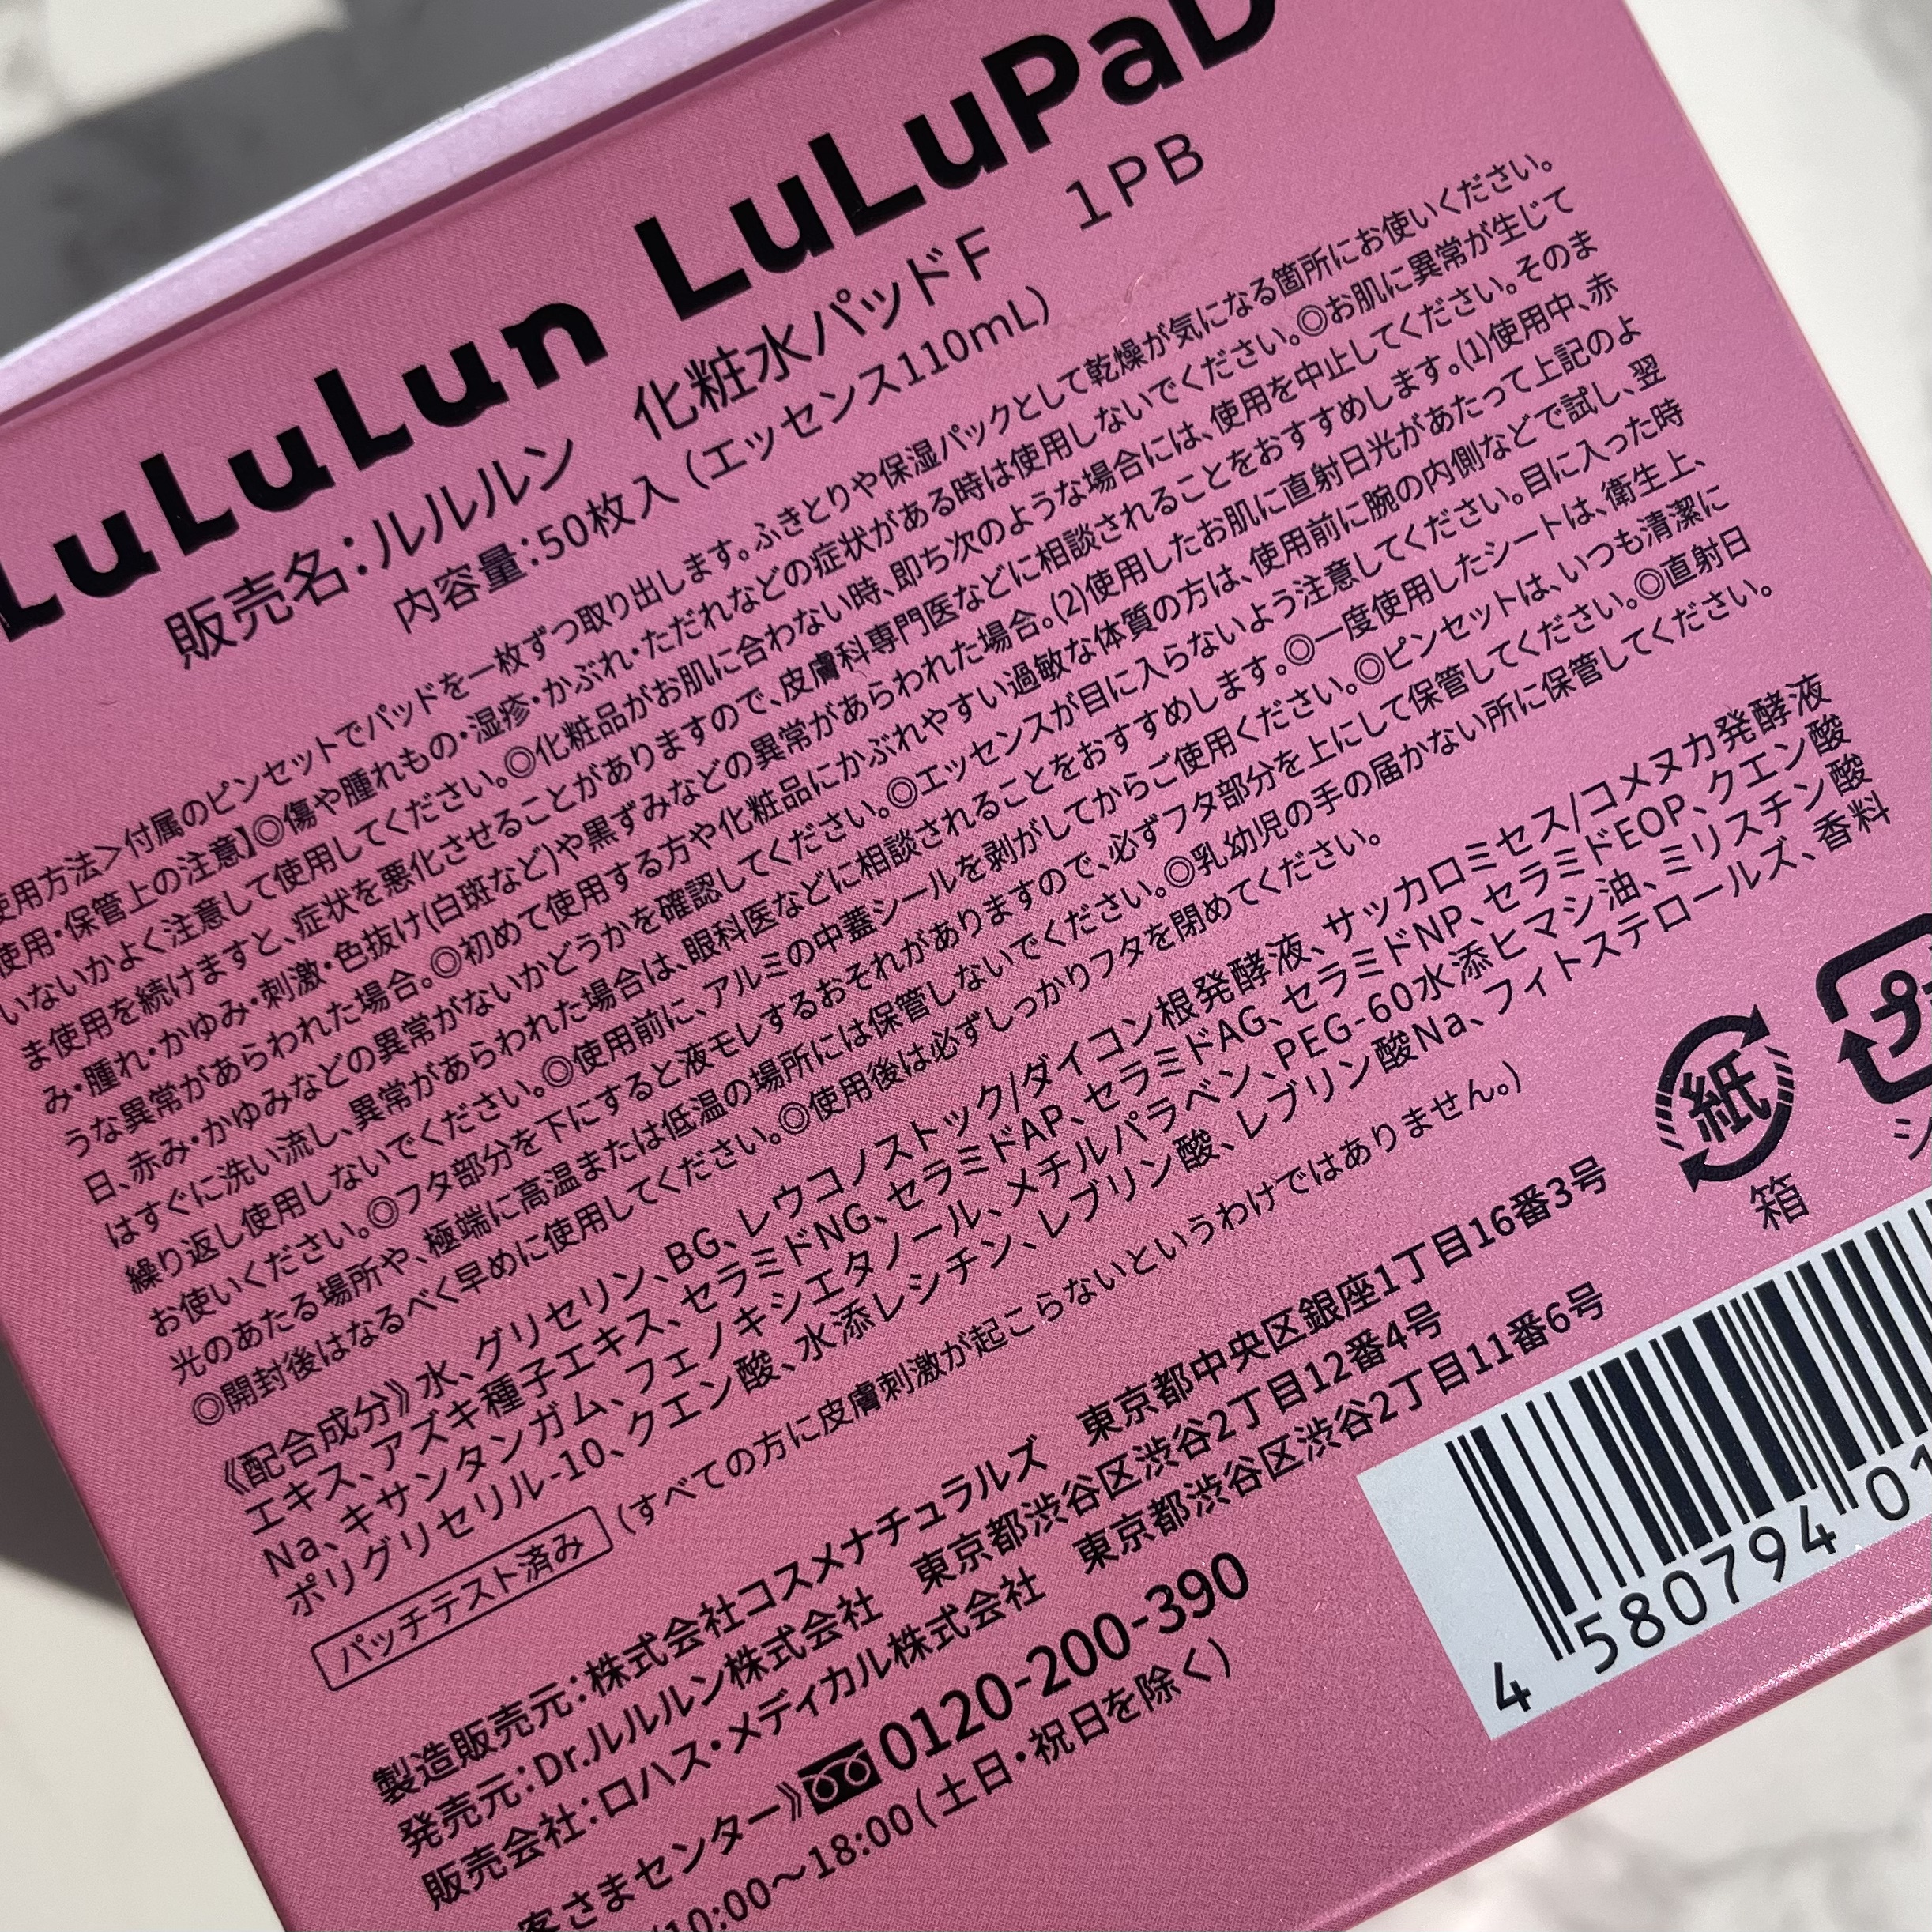 LuLuLun LuLuPaD
販売名：ルルルン　化粧水パッドF　1PB
内容量：50枚入（エッセンス110mL）
使用方法＞付属のピンセットでパッドを一枚ずつ取り出します。ふきとりや保湿パックとして乾燥が気になる箇所にお使いください。
使用・保管上の注意】◎傷や腫れもの・湿疹・かぶれ・ただれなどの症状がある時は使用しないでください。◎お肌に異常が生じて
いないかよく注意して使用してください。◎化粧品がお肌に合わない時、即ち次のような場合には、使用を中止してください。そのま
ま使用を続けますと、症状を悪化させることがありますので、皮膚科専門医などに相談されることをおすすめします。(1)使用中、赤
み・腫れ・かゆみ・刺激・色抜け(白斑など)や黒ずみなどの異常があらわれた場合。(2)使用したお肌に直射日光があたって上記のよ
うな異常があらわれた場合。◎初めて使用する方や化粧品にかぶれやすい過敏な体質の方は、使用前に腕の内側などで試し、翌
日、赤み・かゆみなどの異常がないかどうかを確認してください。◎エッセンスが目に入らないよう注意してください。目に入った時
はすぐに洗い流し、異常があらわれた場合は、眼科医などに相談されることをおすすめします。◎一度使用したシートは、衛生上、
繰り返し使用しないでください。◎使用前に、アルミの中蓋シールを剥がしてからご使用ください。◎ピンセットは、いつも清潔に
お使いください。◎フタ部分を下にすると液モレするおそれがありますので、必ずフタ部分を上にして保管してください。◎直射日
光のあたる場所や、極端に高温または低温の場所には保管しないでください。◎乳幼児の手の届かない所に保管してください。
◎開封後はなるべく早めに使用してください。◎使用後は必ずしっかりフタを閉めてください。
《配合成分》水、グリセリン、BG、レウコノストック/ダイコン根発酵液、サッカロミセス/コメヌカ発酵液
エキス、アズキ種子エキス、セラミドNG、セラミドAP、セラミドAG、セラミドNP、セラミドEOP、クエン酸
Na、キサンタンガム、フェノキシエタノール、メチルパラベン、PEG-60水添ヒマシ油、ミリスチン酸
ポリグリセリル-10、クエン酸、水添レシチン、レブリン酸、レブリン酸Na、フィトステロールズ、香料
パッチテスト済み（すべての方に皮膚刺激が起こらないというわけではありません。）
製造販売元：株式会社コスメナチュラルズ　東京都中央区銀座1丁目16番3号
発売元：Dr.ルルルン株式会社　東京都渋谷区渋谷2丁目12番4号
販売会社：ロハス・メディカル株式会社　東京都渋谷区渋谷2丁目11番6号
客さまセンター》0120-200-390
10:00〜18:00（土日・祝日を除く）
紙
箱
プ
シ
4 580794 01